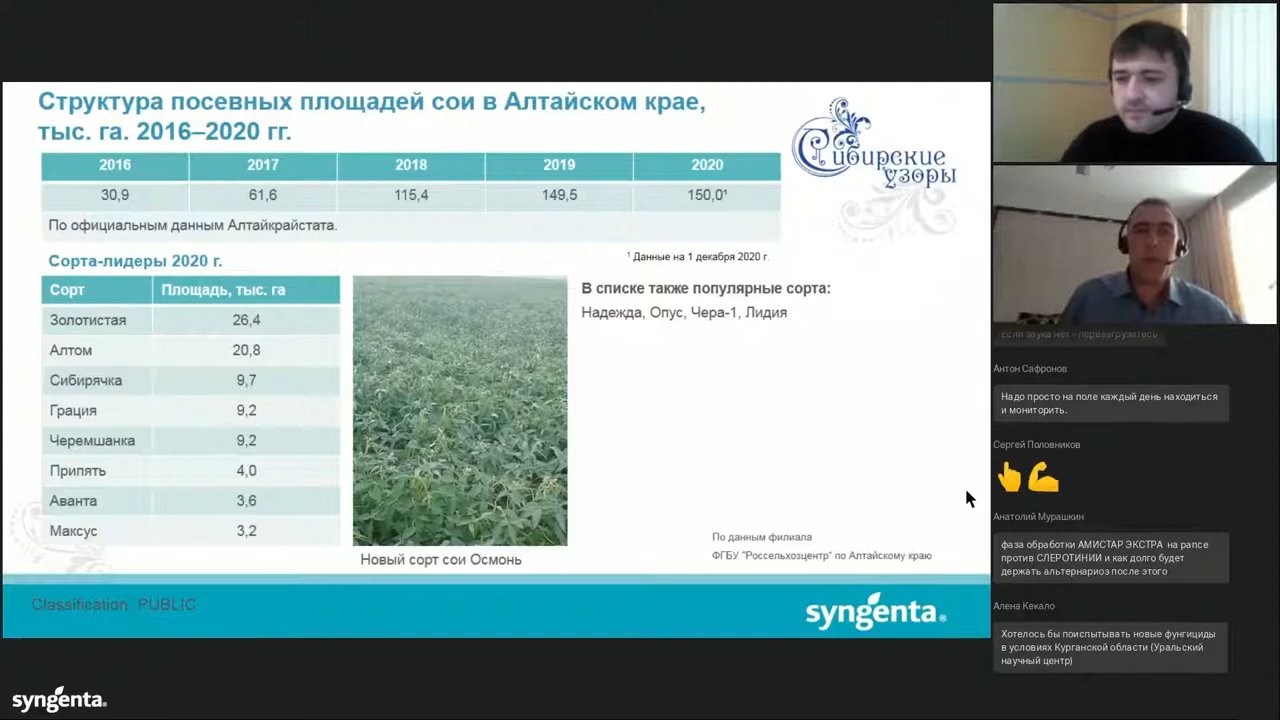 Структура посевных площадей сои в Алтайском крае,
тыс. га. 2016–2020 гг.
Сибирские
узоры
2016 2017 2018 2019 2020
30,9 61,6 115,4 149,5 150,0¹
По официальным данным Алтайкрайстата.
¹ Данные на 1 декабря 2020 г.
Сорта-лидеры 2020 г.
Сорт Площадь, тыс. га
Золотистая 26,4
Алтом 20,8
Сибирячка 9,7
Грация 9,2
Черемшанка 9,2
Припять 4,0
Аванта 3,6
Максус 3,2
Новый сорт сои Осмонь
В списке также популярные сорта:
Надежда, Опус, Чера-1, Лидия
По данным филиала
ФГБУ "Россельхозцентр" по Алтайскому краю
Classification: PUBLIC
syngenta.
syngenta.
Если звука нет - перваезгрузитесь
Антон Сафронов
Надо просто на поле каждый день находиться
и мониторить.
Сергей Половников
👆💪
Анатолий Мурашкин
фаза обработки АМИСТАР ЭКСТРА на рапсе
против СЛЕРОТИНИИ и как долго будет
держать альтернариоз после этого
Алена Кекало
Хотелось бы поиспытывать новые фунгициды
в условиях Курганской области (Уральский
научный центр)